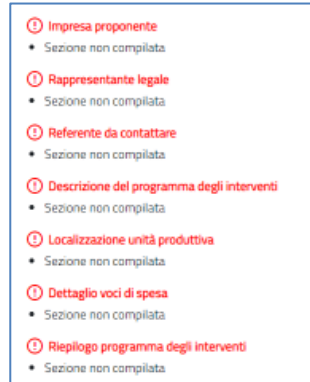 Impresa proponente
Sezione non compilata
Rappresentante legale
Sezione non compilata
Referente da contattare
Sezione non compilata
Descrizione del programma degli interventi
Sezione non compilata
Localizzazione unità produttiva
Sezione non compilata
Dettaglio voci di spesa
Sezione non compilata
Riepilogo programma degli interventi
Sezione non compilata